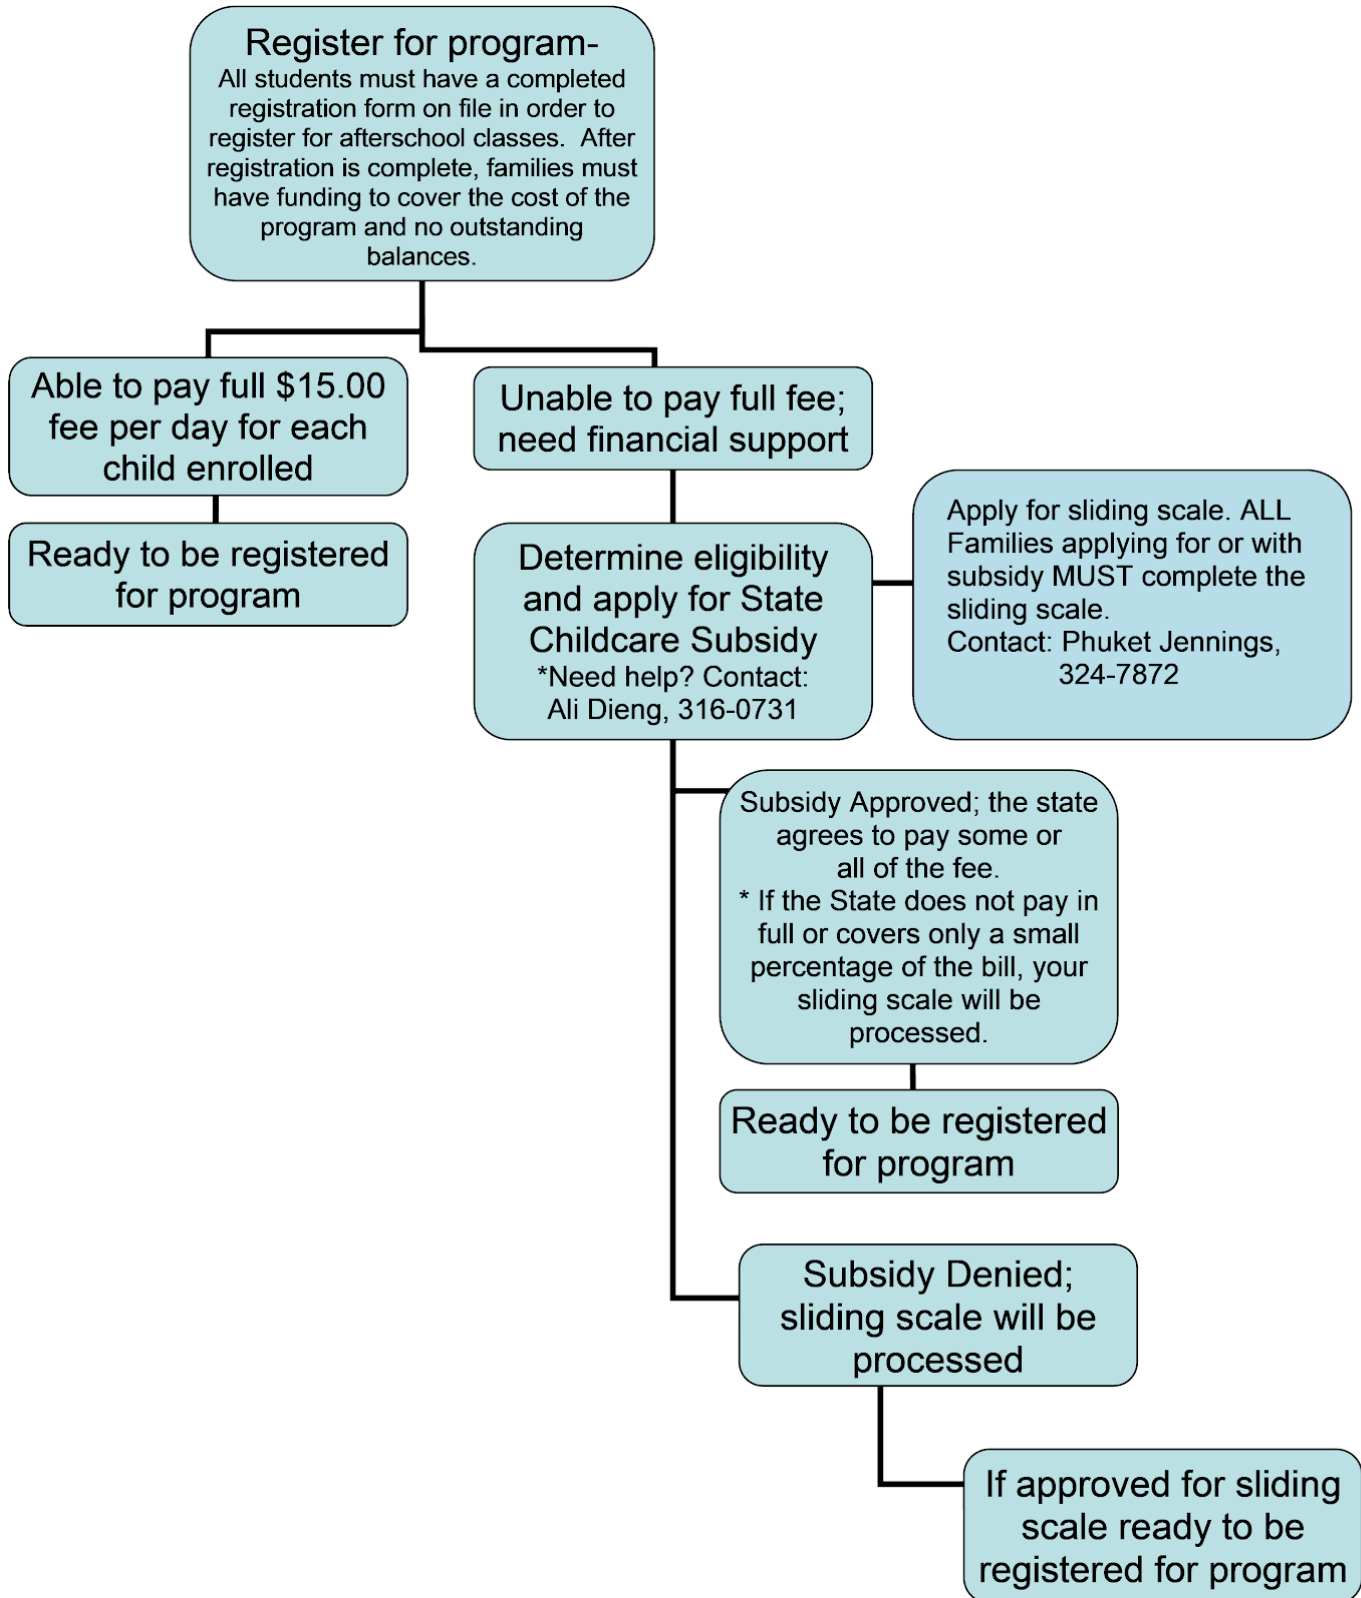 Register for program-
All students must have a completed
registration form on file in order to
register for afterschool classes.  After
registration is complete, families must
have funding to cover the cost of the
program and no outstanding
balances.
Able to pay full $15.00
fee per day for each
child enrolled
Ready to be registered
for program
Unable to pay full fee;
need financial support
Determine eligibility
and apply for State
Childcare Subsidy
*Need help? Contact:
Ali Dieng, 316-0731
Apply for sliding scale. ALL
Families applying for or with
subsidy MUST complete the
sliding scale.
Contact: Phuket Jennings,
324-7872
Subsidy Approved; the state
agrees to pay some or
all of the fee.
* If the State does not pay in
full or covers only a small
percentage of the bill, your
sliding scale will be
processed.
Ready to be registered
for program
Subsidy Denied;
sliding scale will be
processed
If approved for sliding
scale ready to be
registered for program